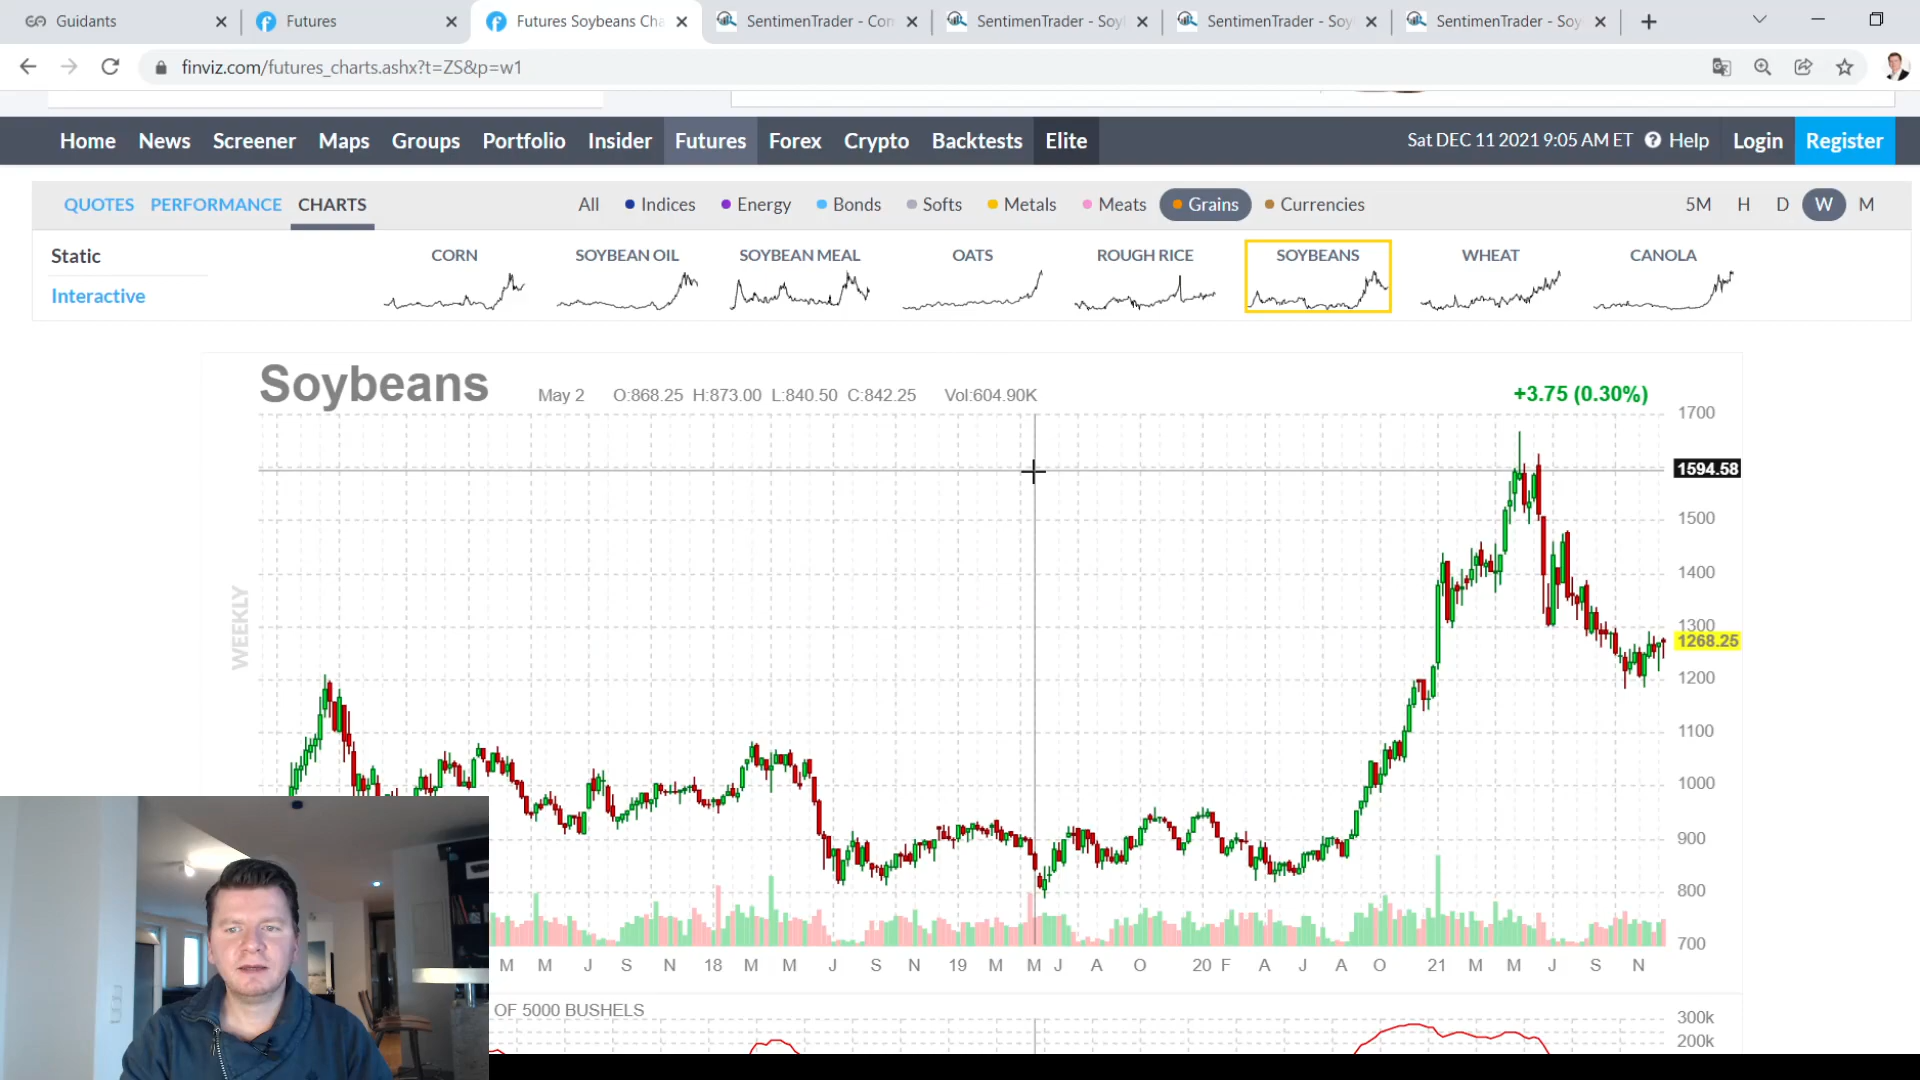 Guidants
Futures
Futures Soybeans Cha
SentimenTrader - Con
SentimenTrader - Soy
SentimenTrader - Soy
SentimenTrader - Soy
finviz.com/futures_charts.ashx?t=ZS&p=w1
Home News Screener Maps Groups Portfolio Insider Futures Forex Crypto Backtests Elite
Sat DEC 11 2021 9:05 AM ET Help Login Register
QUOTES PERFORMANCE CHARTS
All Indices Energy Bonds Softs Metals Meats Grains Currencies
5M H D W M
Static
Interactive
CORN SOYBEAN OIL SOYBEAN MEAL OATS ROUGH RICE SOYBEANS WHEAT CANOLA
Soybeans
May 2 O:868.25 H:873.00 L:840.50 C:842.25 Vol:604.90K
+3.75 (0.30%)
1700
1594.58
1500
1400
1300
1268.25
1200
1100
1000
900
800
700
WEEKLY
M M J S N 18 M M J S N 19 M M J A O 20 F A J A O 21 M M J S N
OF 5000 BUSHELS
300k
200k